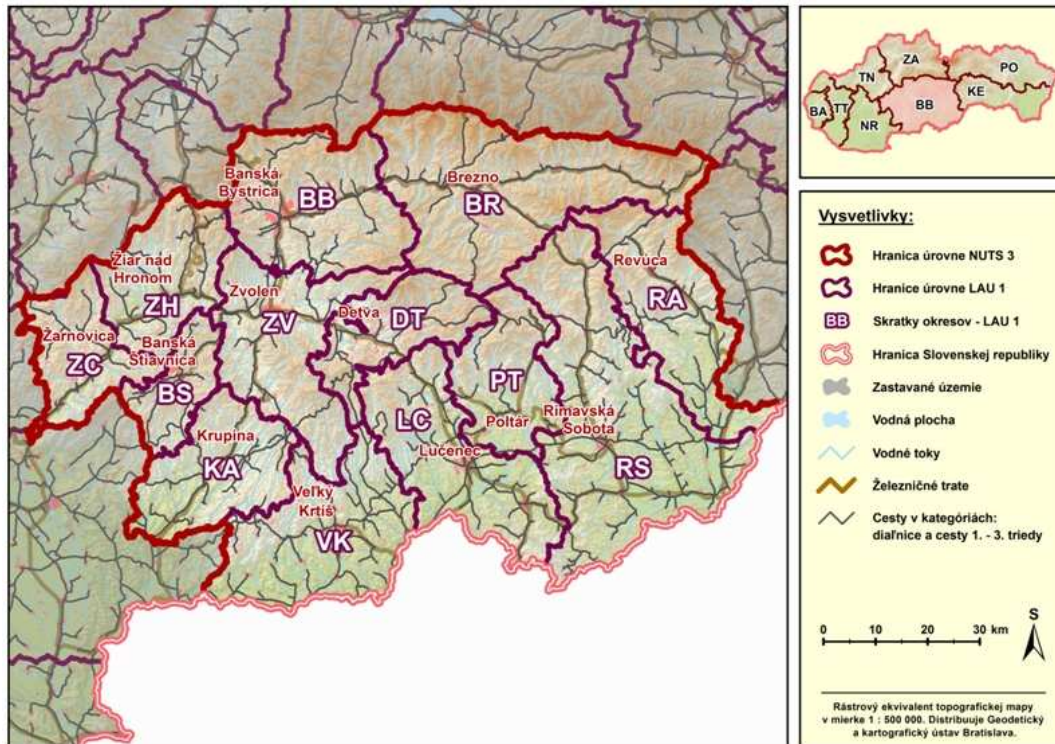 Banská
Bystrica
BB
Brezno
BR
Žiar nad
Hronom
ZH
Zvolen
ZV
Detva
DT
Revúca
RA
Žarnovica
ZC
Banská
Štiavnica
BS
PT
Poltár
Rimavská
Sobota
RS
LC
Lučenec
Krupina
KA
Veľký
Krtíš
VK
ZA
PO
TN
KE
BB
BA
TT
NR
Vysvetlivky:
Hranica úrovne NUTS 3
Hranice úrovne LAU 1
BB
Skratky okresov - LAU 1
Hranica Slovenskej republiky
Zastavané územie
Vodná plocha
Vodné toky
Železničné trate
Cesty v kategóriách:
diaľnice a cesty 1. - 3. triedy
S
0 10 20 30 km
Rástrový ekvivalent topografickej mapy
v mierke 1 : 500 000. Distribuuje Geodetický
a kartografický ústav Bratislava.